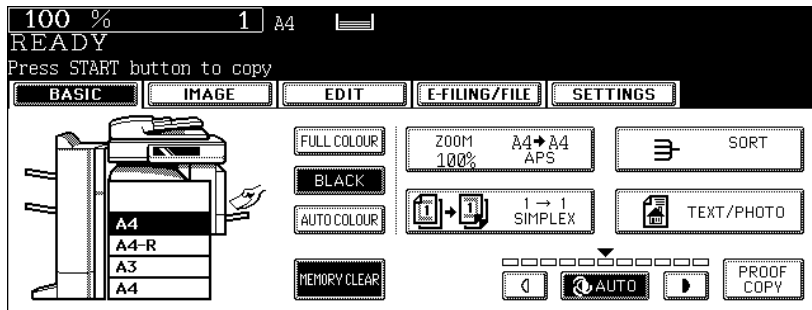 100 % 1 A4
READY
Press START button to copy
BASIC IMAGE EDIT E-FILING/FILE SETTINGS
FULL COLOUR
BLACK
AUTO COLOUR
MEMORY CLEAR
A4
A4-R
A3
A4
ZOOM A4→A4
100% APS
SORT
1 → 1
SIMPLEX
1 1
TEXT/PHOTO
AUTO
PROOF
COPY